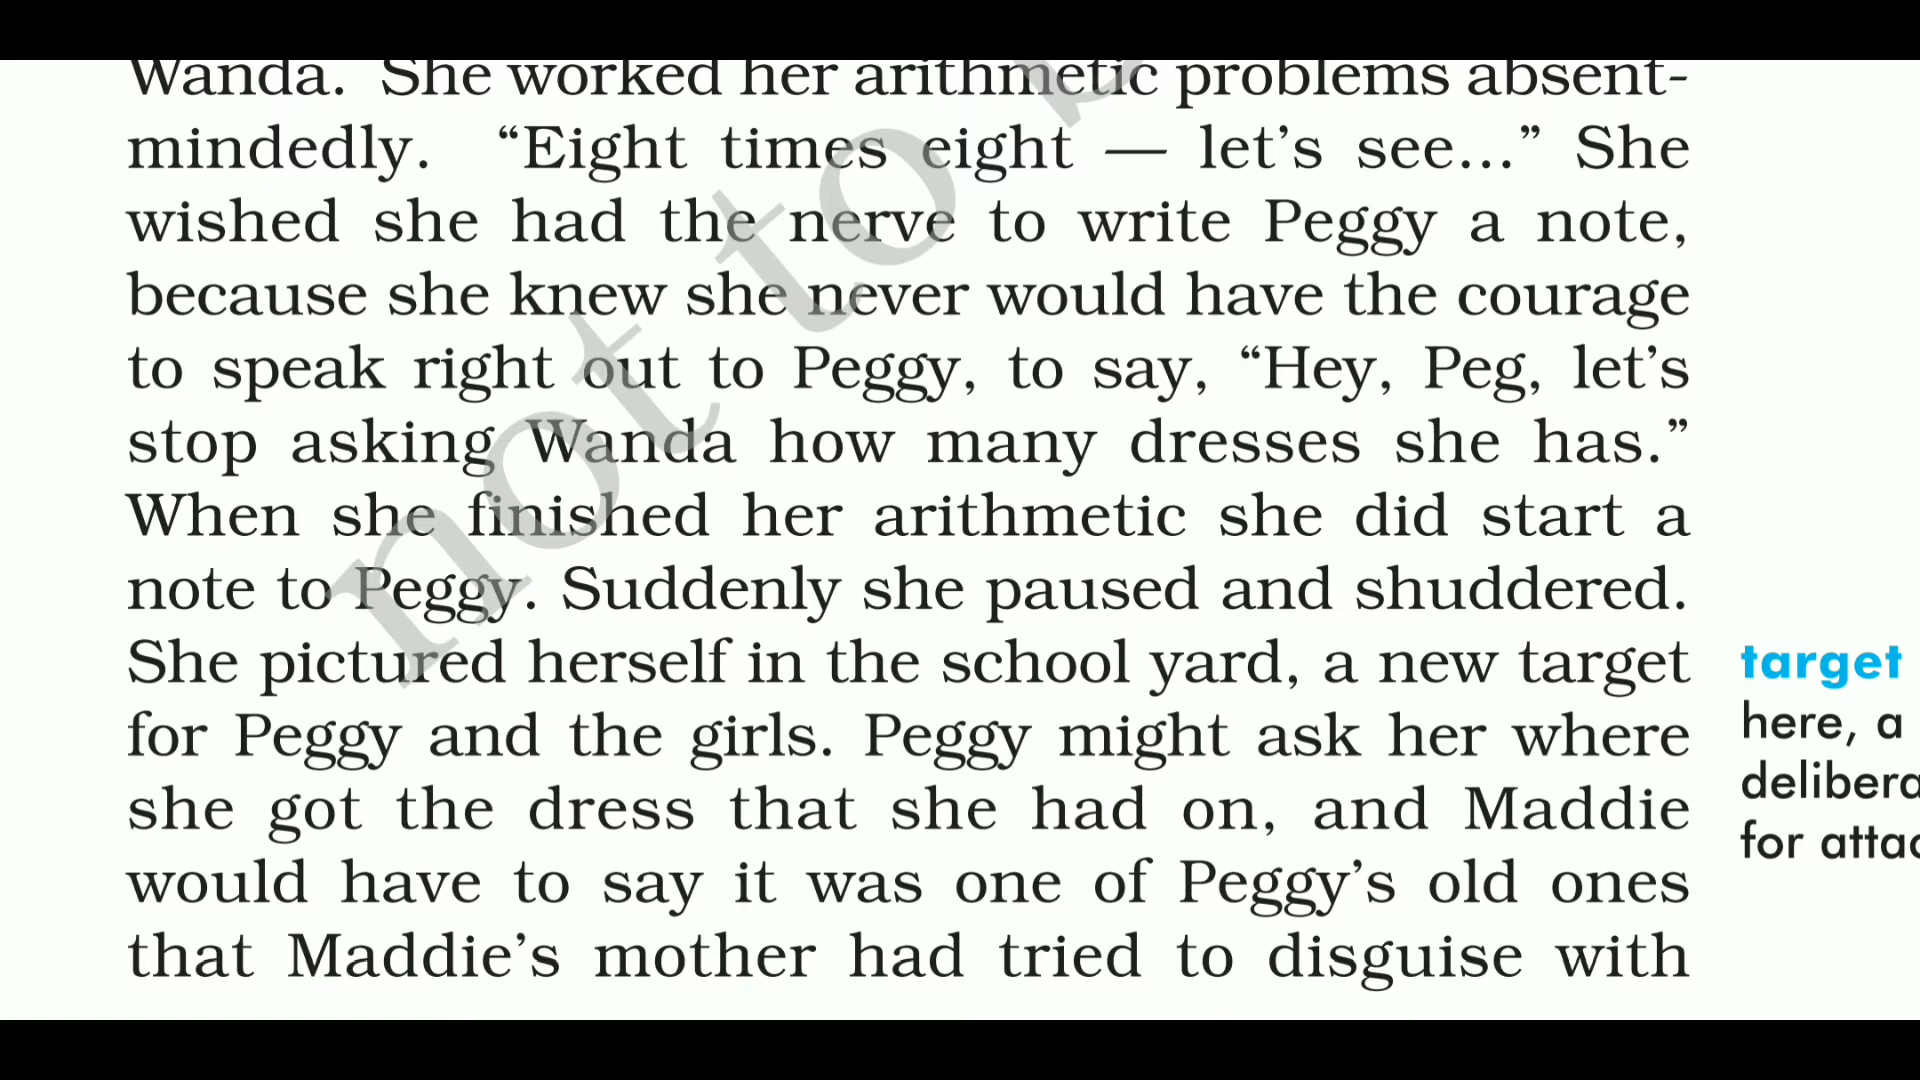 Wanda. She worked her arithmetic problems absent-
mindedly. “Eight times eight — let’s see...” She
wished she had the nerve to write Peggy a note,
because she knew she never would have the courage
to speak right out to Peggy, to say, “Hey, Peg, let’s
stop asking Wanda how many dresses she has.”
When she finished her arithmetic she did start a
note to Peggy. Suddenly she paused and shuddered.
She pictured herself in the school yard, a new target
for Peggy and the girls. Peggy might ask her where
she got the dress that she had on, and Maddie
would have to say it was one of Peggy’s old ones
that Maddie’s mother had tried to disguise with
target
here, a
for
not to